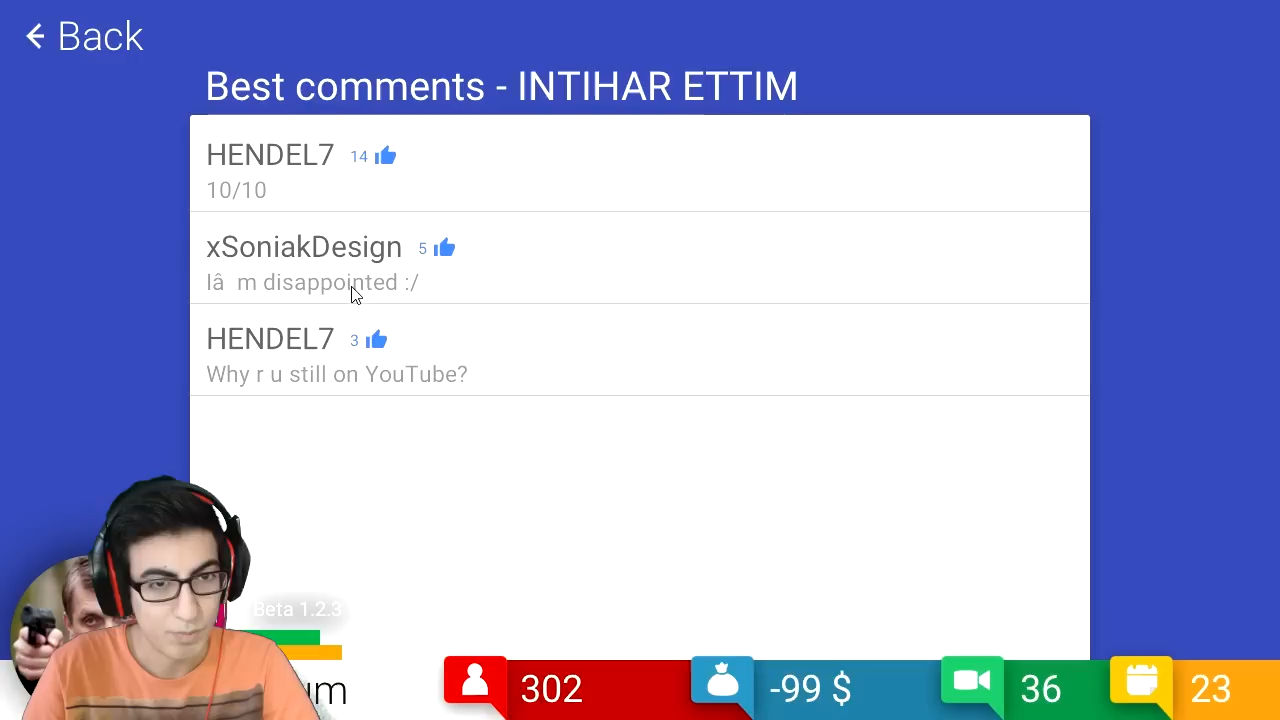 Back
Best comments - INTIHAR ETTIM
HENDEL7 14
10/10
xSoniakDesign 5
Iâ m disappointed :/
HENDEL7 3
Why r u still on YouTube?
Beta 1.2.3
302
-99 $
36
23